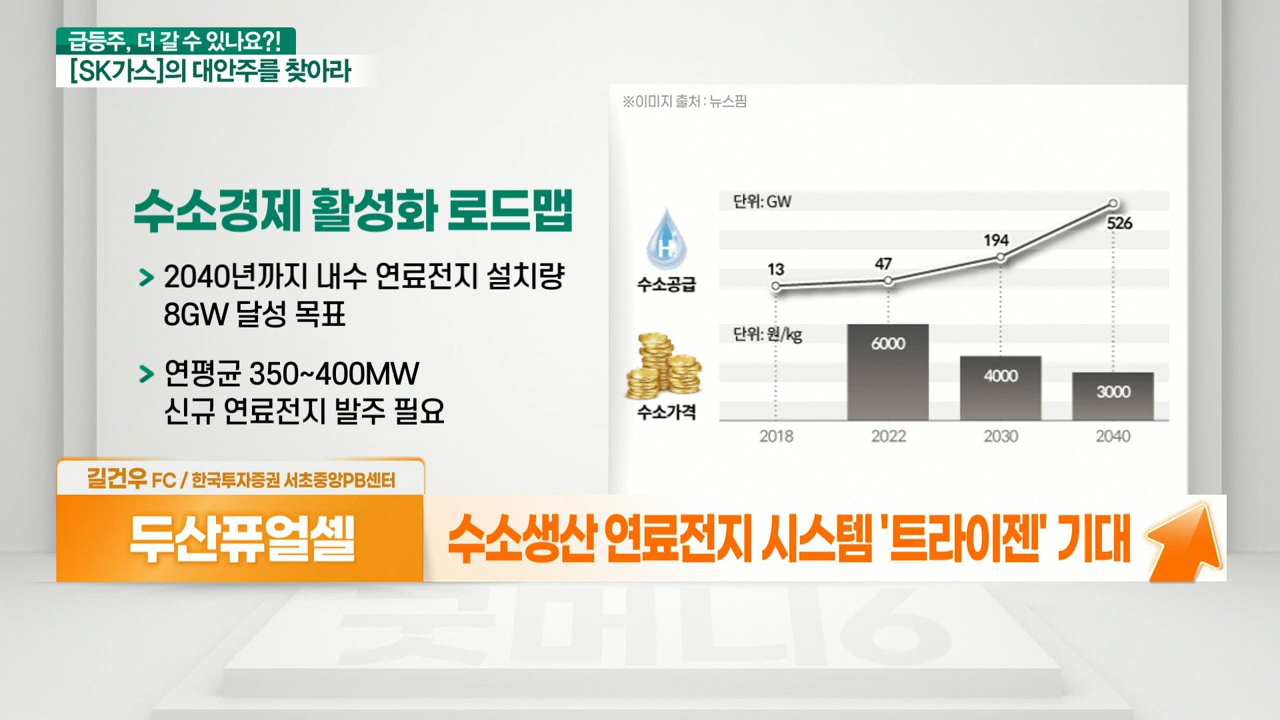 급등주, 더 갈 수 있나요?!
[SK가스]의 대안주를 찾아라
※이미지 출처 : 뉴스핌
수소경제 활성화 로드맵
2040년까지 내수 연료전지 설치량
8GW 달성 목표
연평균 350~400MW
신규 연료전지 발주 필요
단위: GW
H
수소공급
13
47
194
526
단위: 원/kg
수소가격
6000
4000
3000
2018
2022
2030
2040
길건우 FC / 한국투자증권 서초중앙PB센터
두산퓨얼셀
수소생산 연료전지 시스템 '트라이젠' 기대
굿머니6